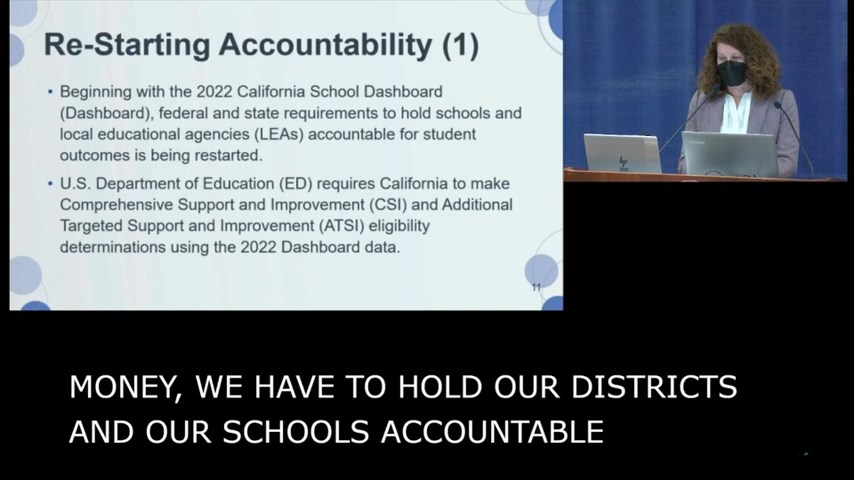 Re-Starting Accountability (1)
• Beginning with the 2022 California School Dashboard
(Dashboard), federal and state requirements to hold schools and
local educational agencies (LEAs) accountable for student
outcomes is being restarted.
• U.S. Department of Education (ED) requires California to make
Comprehensive Support and Improvement (CSI) and Additional
Targeted Support and Improvement (ATSI) eligibility
determinations using the 2022 Dashboard data.
11
hp
MONEY, WE HAVE TO HOLD OUR DISTRICTS
AND OUR SCHOOLS ACCOUNTABLE